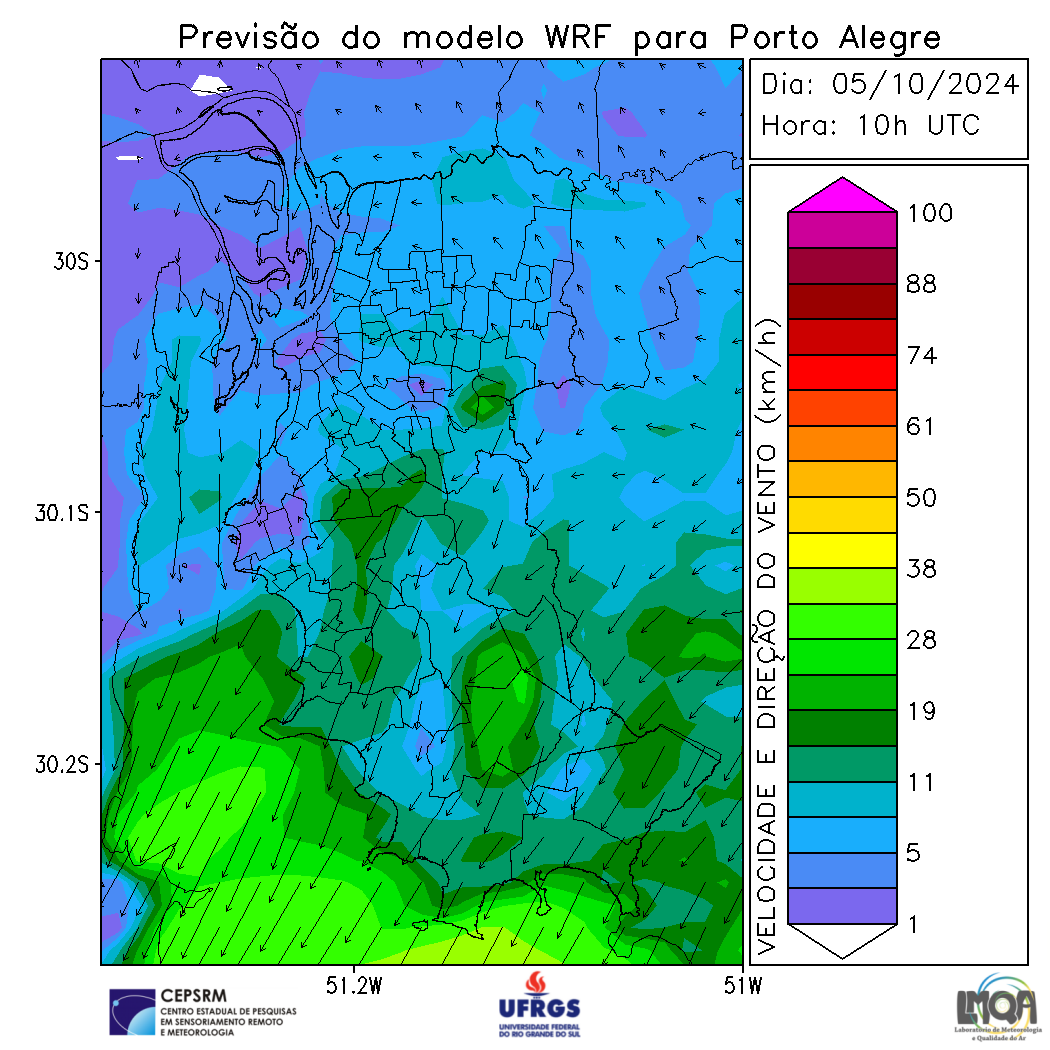 Previsão do modelo WRF para Porto Alegre
Dia: 05/10/2024
Hora: 10h UTC
30S
30.1S
30.2S
51.2W
51W
VELOCIDADE E DIREÇÃO DO VENTO (km/h)
100
88
74
61
50
38
28
19
11
5
1
CEPSRM
CENTRO ESTADUAL DE PESQUISAS
EM SENSORIAMENTO REMOTO
E METEOROLOGIA
UFRGS
UNIVERSIDADE FEDERAL
DO RIO GRANDE DO SUL
LMQA
Laboratório de Meteorologia
e Qualidade do Ar